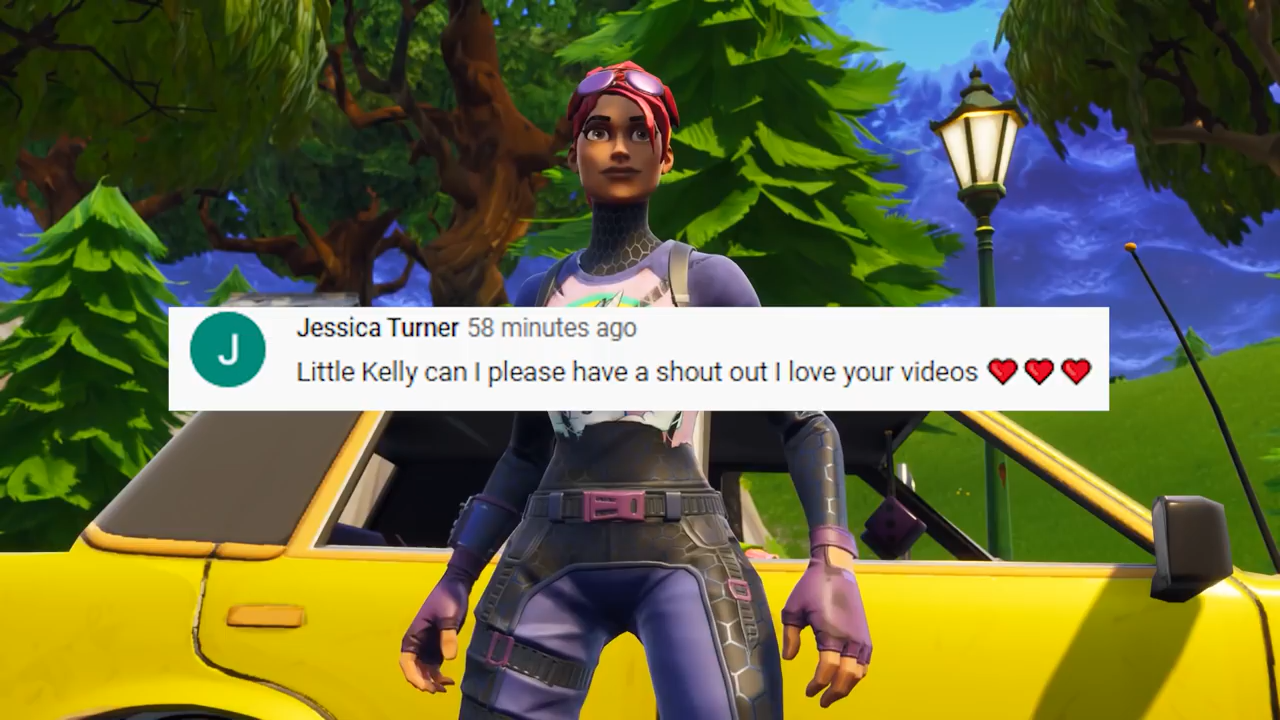 J
Jessica Turner 58 minutes ago
Little Kelly can I please have a shout out I love your videos ❤❤❤